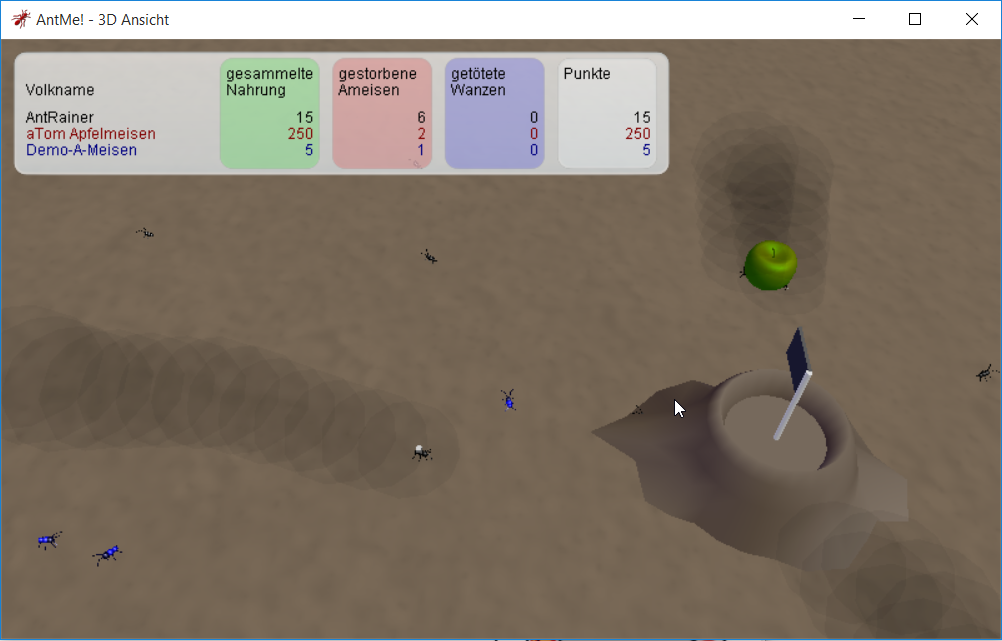 AntMe! - 3D Ansicht
Volkname gesammelte Nahrung gestorbene Ameisen getötete Wanzen Punkte
AntRainer 15 6 0 15
aTom Apfelmeisen 250 2 0 250
Demo-A-Meisen 5 1 0 5